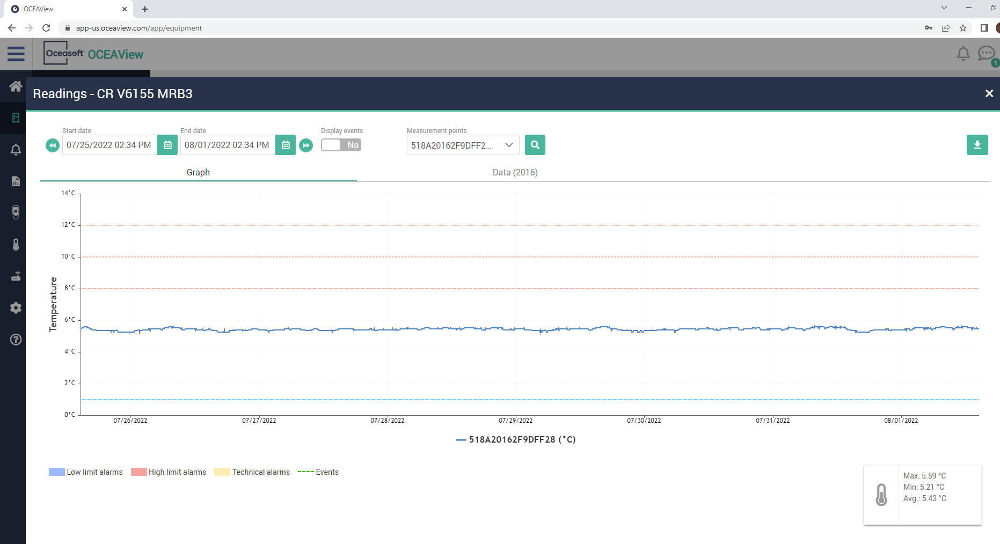 OCEAView
app-us.oceaview.com/app/equipment
Oceasoft OCEAView
1
Readings - CR V6155 MRB3
Start date End date Display events Measurement points
07/25/2022 02:34 PM 08/01/2022 02:34 PM No 518A20162F9DFF2...
Graph Data (2016)
14°C
12°C
10°C
8°C
6°C
4°C
2°C
0°C
Temperature
07/26/2022 07/27/2022 07/28/2022 07/29/2022 07/30/2022 07/31/2022 08/01/2022
518A20162F9DFF28 (°C)
Low limit alarms High limit alarms Technical alarms Events
Max: 5.59 °C
Min: 5.21 °C
Avg.: 5.43 °C